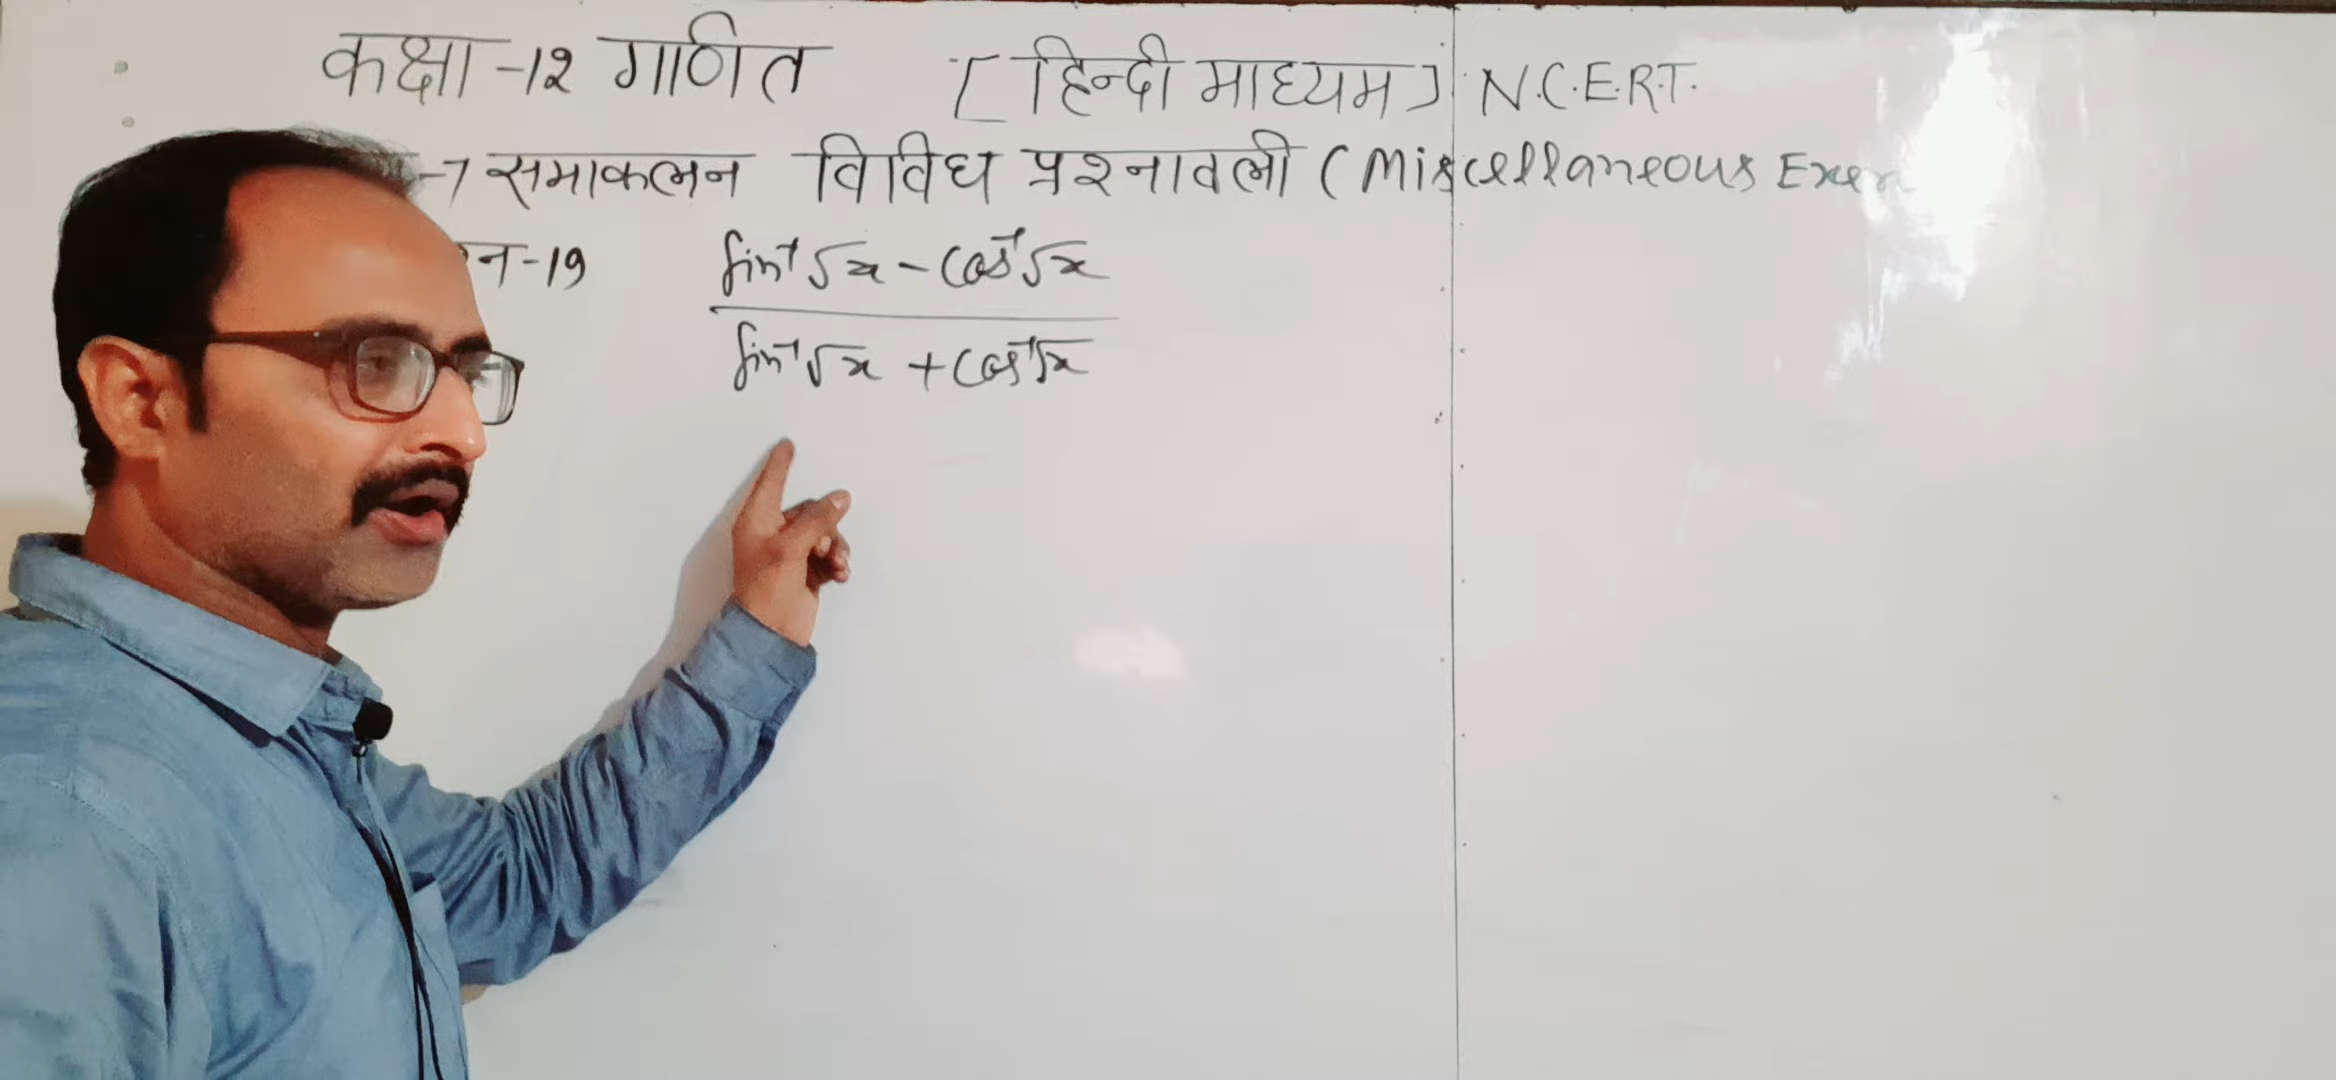 कक्षा -12 गणित [हिन्दी माध्यम] N.C.E.R.T.
-7 समाकलन विविध प्रश्नावली (Miscellaneous Exer
न-19 sin⁻¹√x - cos⁻¹√x
sin⁻¹√x + cos⁻¹√x